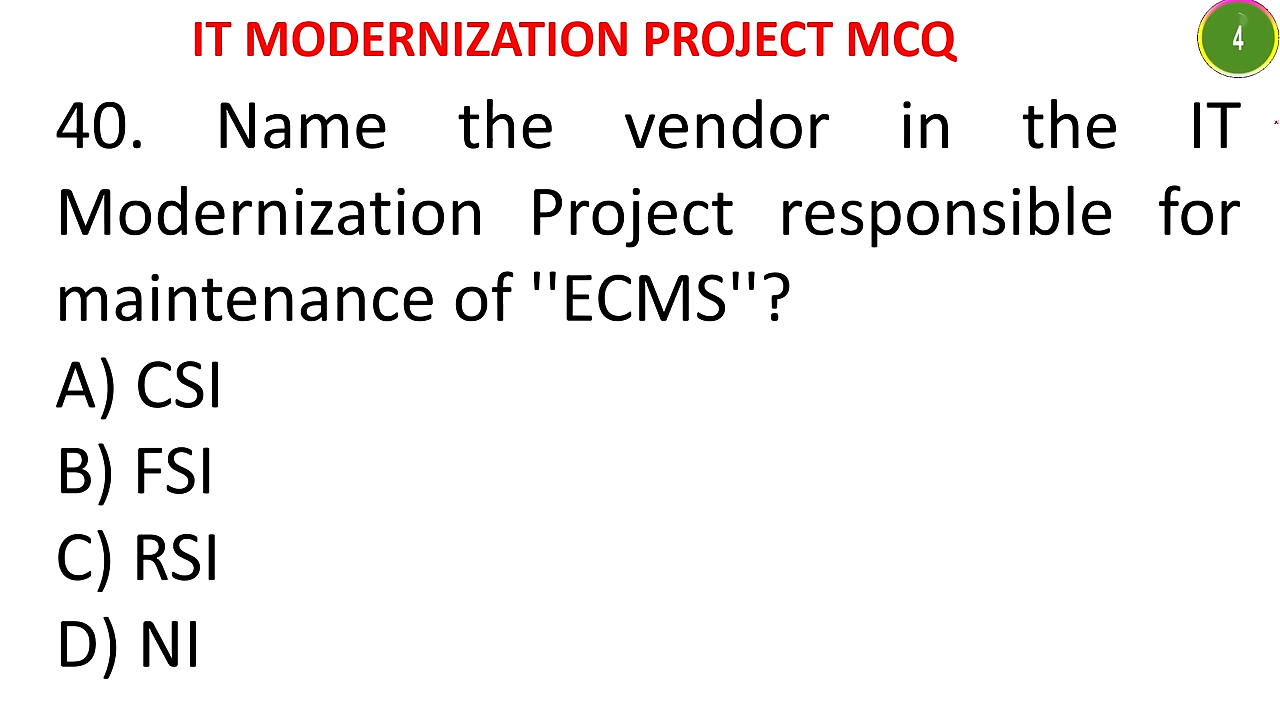 IT MODERNIZATION PROJECT MCQ
4
40. Name the vendor in the IT
Modernization Project responsible for
maintenance of ''ECMS''?
A) CSI
B) FSI
C) RSI
D) NI